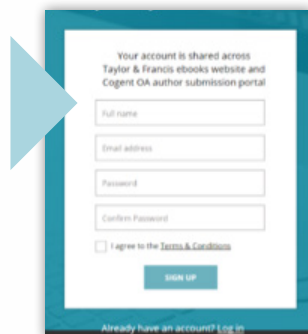 Your account is shared across
Taylor & Francis ebooks website and
Cogent OA author submission portal
Full name
Email address
Password
Confirm Password
I agree to the Terms & Conditions
SIGN UP
Already have an account? Log in